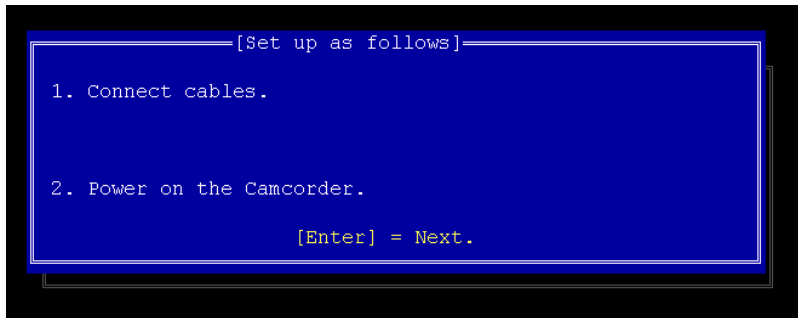 [Set up as follows]
1. Connect cables.
2. Power on the Camcorder.
[Enter] = Next.